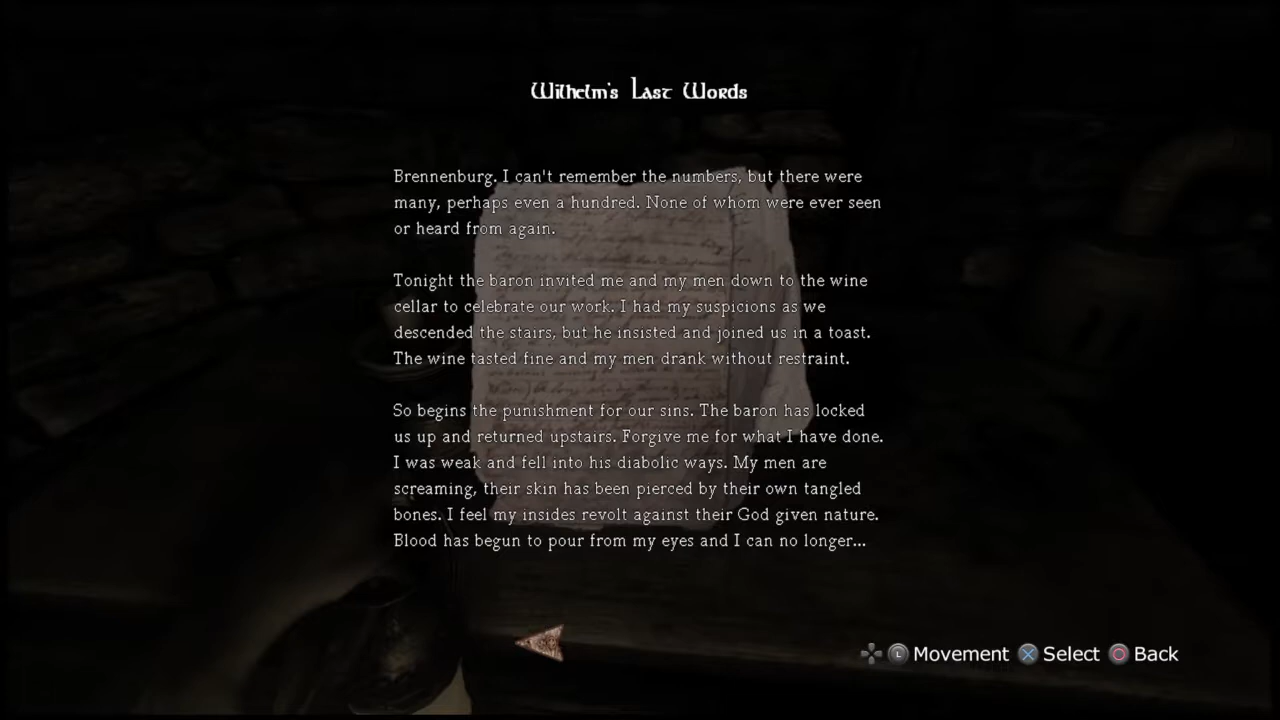 Wilhelm's Last Words
Brennenburg. I can't remember the numbers, but there were
many, perhaps even a hundred. None of whom were ever seen
or heard from again.
Tonight the baron invited me and my men down to the wine
cellar to celebrate our work. I had my suspicions as we
descended the stairs, but he insisted and joined us in a toast.
The wine tasted fine and my men drank without restraint.
So begins the punishment for our sins. The baron has locked
us up and returned upstairs. Forgive me for what I have done.
I was weak and fell into his diabolic ways. My men are
screaming, their skin has been pierced by their own tangled
bones. I feel my insides revolt against their God given nature.
Blood has begun to pour from my eyes and I can no longer...
L Movement Select Back